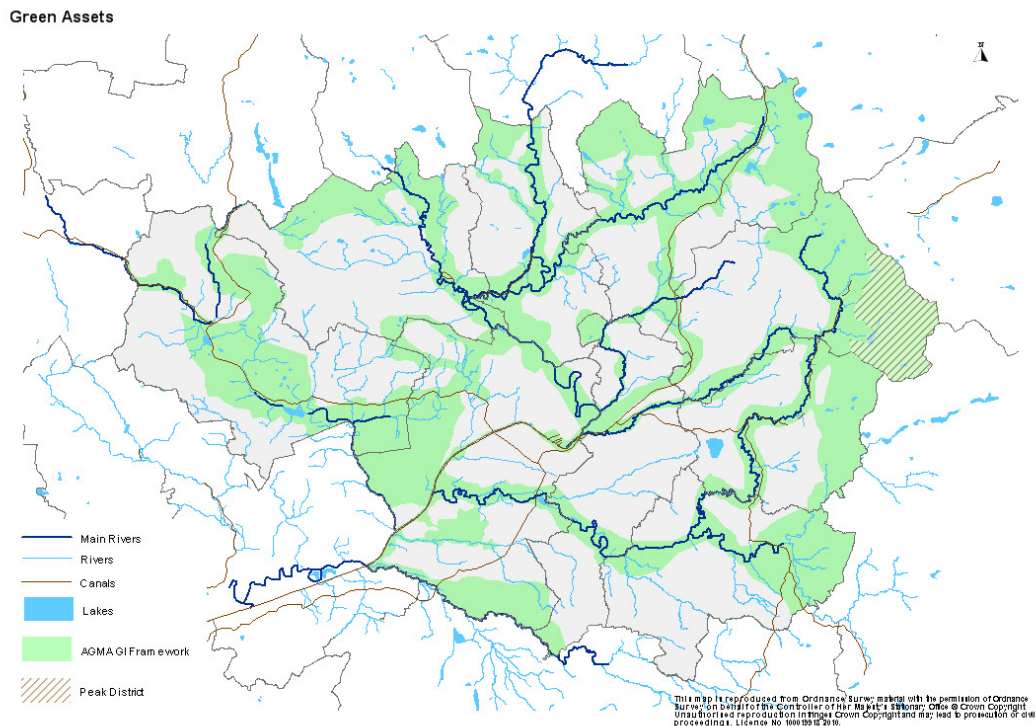 Green Assets
N
Main Rivers
Rivers
Canals
Lakes
AGMA GI Framework
Peak District
This map is reproduced from Ordnance Survey material with the permission of Ordnance
Survey on behalf of the Controller of Her Majesty's Stationary Office © Crown Copyright.
Unauthorised reproduction infringes Crown Copyright and may lead to prosecution or civil
proceedings. Licence No 2010.